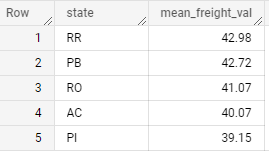 Row state mean_freight_val
1 RR 42.98
2 PB 42.72
3 RO 41.07
4 AC 40.07
5 PI 39.15